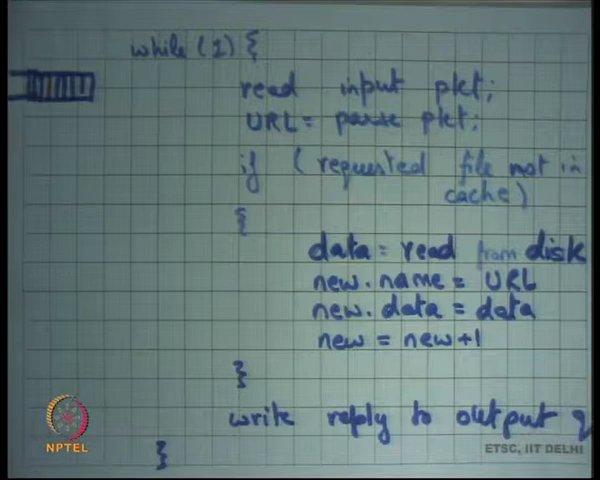 while (1) {
read input pkt;
URL = parse pkt;
if (requested file not in
cache)
{
data = read from disk
new.name = URL
new.data = data
new = new+1
}
write reply to output q
}
NPTEL
ETSC, IIT DELHI